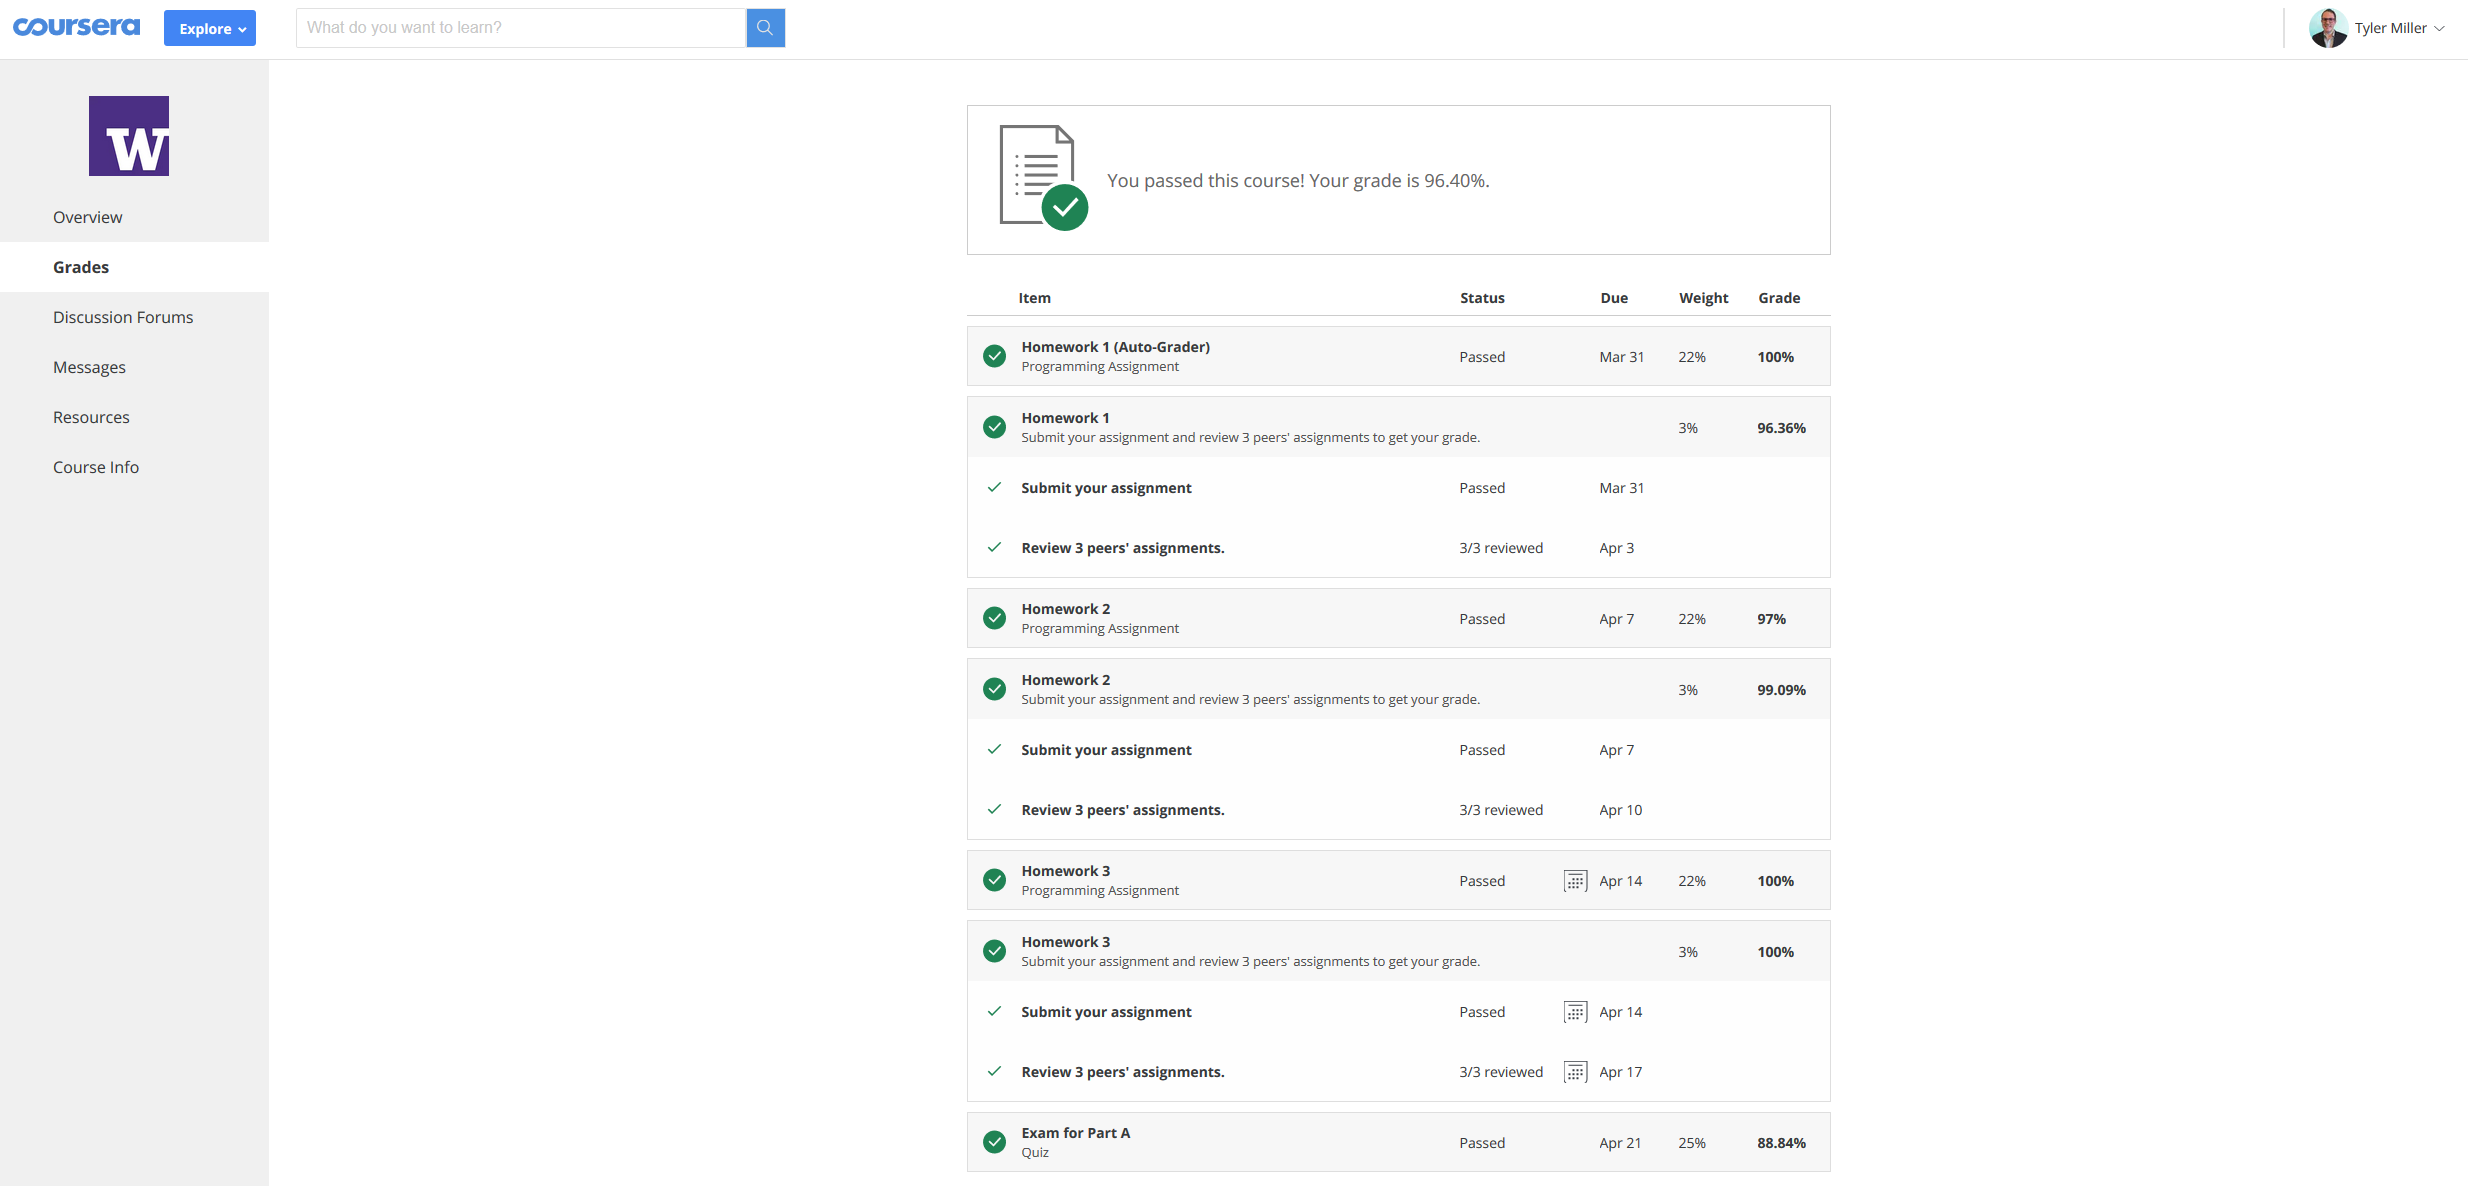 coursera
Explore
What do you want to learn?
Tyler Miller
W
Overview
Grades
Discussion Forums
Messages
Resources
Course Info
You passed this course! Your grade is 96.40%.
Item Status Due Weight Grade
Homework 1 (Auto-Grader)
Programming Assignment
Passed Mar 31 22% 100%
Homework 1
Submit your assignment and review 3 peers' assignments to get your grade.
3% 96.36%
Submit your assignment Passed Mar 31
Review 3 peers' assignments. 3/3 reviewed Apr 3
Homework 2
Programming Assignment
Passed Apr 7 22% 97%
Homework 2
Submit your assignment and review 3 peers' assignments to get your grade.
3% 99.09%
Submit your assignment Passed Apr 7
Review 3 peers' assignments. 3/3 reviewed Apr 10
Homework 3
Programming Assignment
Passed Apr 14 22% 100%
Homework 3
Submit your assignment and review 3 peers' assignments to get your grade.
3% 100%
Submit your assignment Passed Apr 14
Review 3 peers' assignments. 3/3 reviewed Apr 17
Exam for Part A
Quiz
Passed Apr 21 25% 88.84%